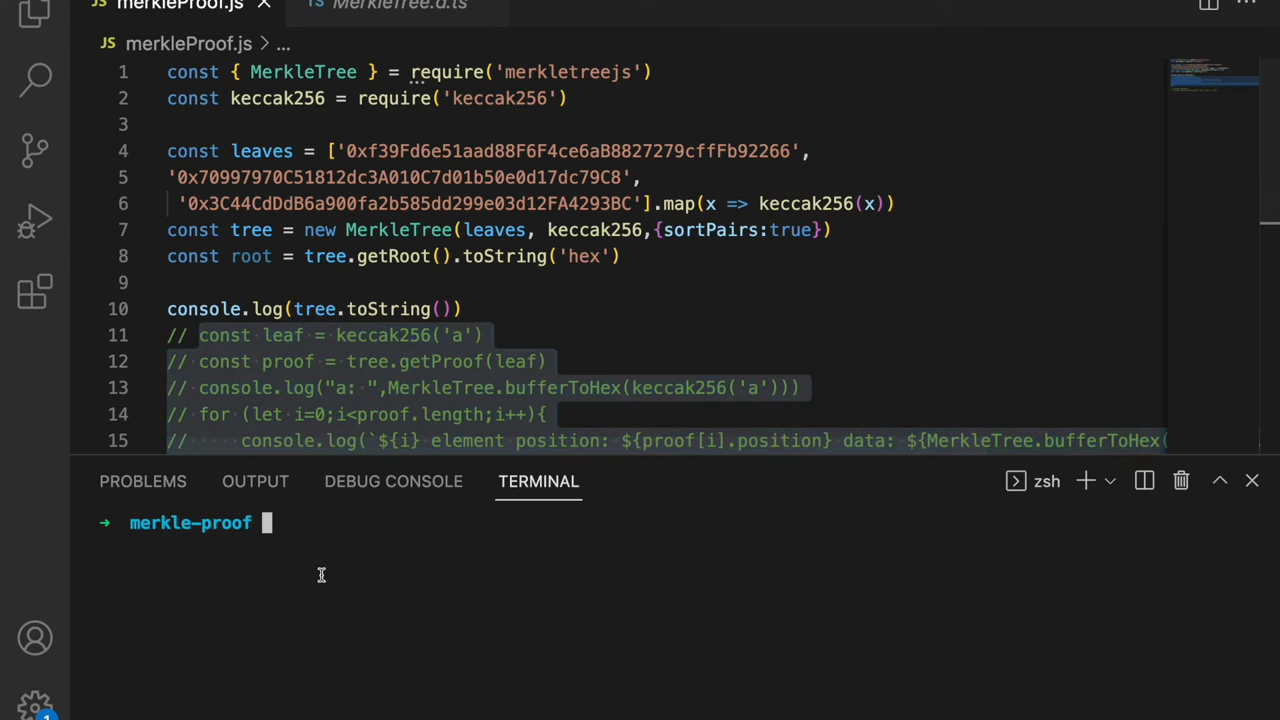 merkleProof.js MerkleTree.d.ts
JS merkleProof.js > ...
1 const { MerkleTree } = require('merkletreejs')
2 const keccak256 = require('keccak256')
3
4 const leaves = ['0xf39Fd6e51aad88F6F4ce6aB8827279cffFb92266',
5 '0x70997970C51812dc3A010C7d01b50e0d17dc79C8',
6 '0x3C44CdDdB6a900fa2b585dd299e03d12FA4293BC'].map(x => keccak256(x))
7 const tree = new MerkleTree(leaves, keccak256,{sortPairs:true})
8 const root = tree.getRoot().toString('hex')
9
10 console.log(tree.toString())
11 // const leaf = keccak256('a')
12 // const proof = tree.getProof(leaf)
13 // console.log("a: ",MerkleTree.bufferToHex(keccak256('a')))
14 // for (let i=0;i<proof.length;i++){
15 // console.log(`${i} element position: ${proof[i].position} data: ${MerkleTree.bufferToHex(
PROBLEMS OUTPUT DEBUG CONSOLE TERMINAL zsh
→ merkle-proof
1